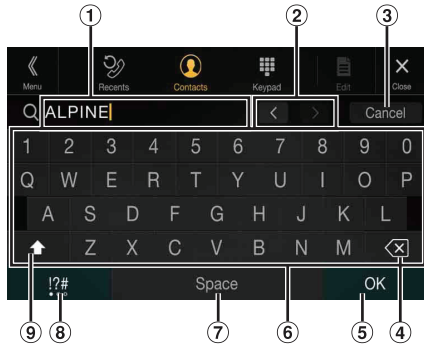 ① ② ③
Menu Recents Contacts Keypad Edit Close
ALPINE < > Cancel
1 2 3 4 5 6 7 8 9 0
Q W E R T Y U I O P
A S D F G H J K L
Z X C V B N M
!?# Space OK
⑨ ⑧ ⑦ ⑥ ⑤ ④